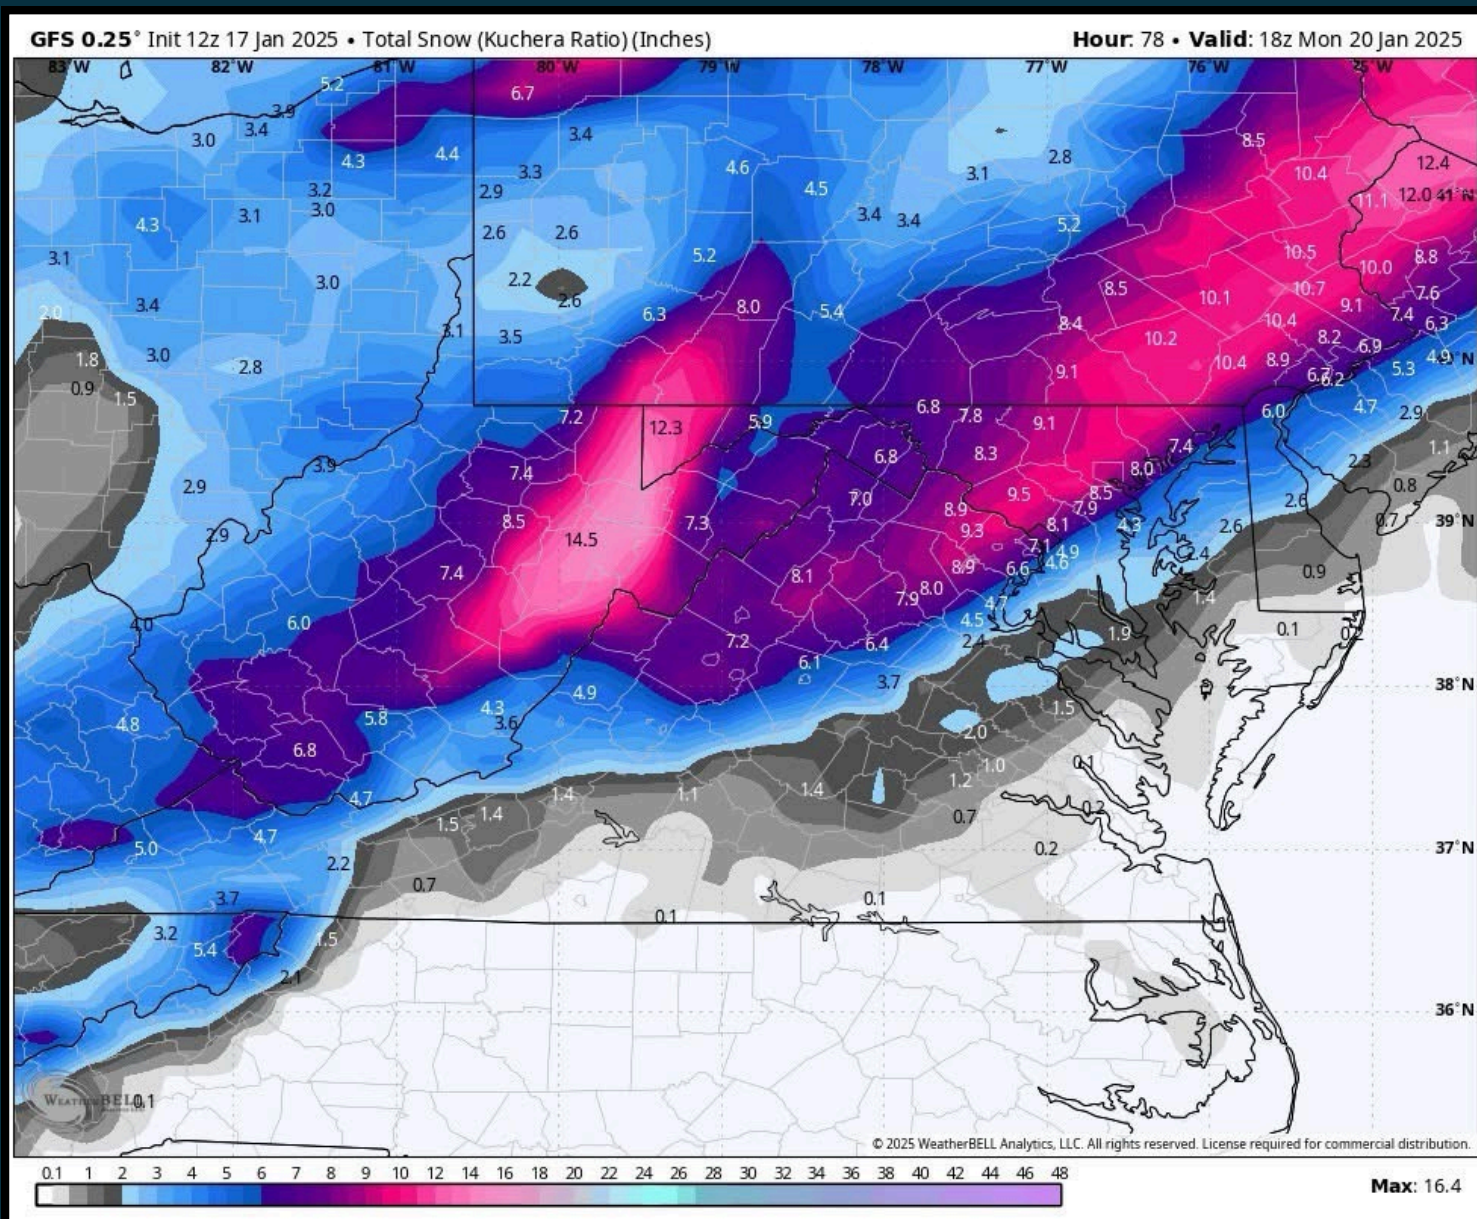 GFS 0.25° Init 12z 17 Jan 2025 • Total Snow (Kuchera Ratio) (Inches)
Hour: 78 • Valid: 18z Mon 20 Jan 2025
83°W 82°W 81°W 80°W 79°W 78°W 77°W 76°W 75°W
5.2 6.7
3.9 3.4 3.0 3.4 8.5
4.3 4.4 3.3 4.6 3.1 2.8 12.4
3.2 2.9 4.5 10.4
3.1 3.0 3.4 3.4 11.1 12.0 41°N
4.3 2.6 2.6 5.2
3.1 5.2 10.5 8.8
3.0 2.2 10.0
3.4 2.6 8.0 8.5 10.1 10.7 7.6
2.0 6.3 5.4 9.1 7.4
3.1 3.5 8.4 10.2 10.4 8.2 6.3
1.8 3.0 2.8 10.4 8.9 6.9 4.9 °N
0.9 9.1 6.7 6.2 5.3
1.5 7.2 5.9 6.8 7.8 6.0 4.7 2.9
12.3 9.1
3.9 7.4 6.8 8.3 8.0 7.4 2.3 1.1
2.9 7.0 9.5 8.5 2.6 0.8
2.9 8.5 7.3 8.9 7.9 4.3 2.6 0.7 39°N
14.5 9.3 8.1
7.1 4.9 2.4
7.4 8.1 8.9 6.6 4.6 0.9
7.9 8.0 4.7 1.4
4.0 6.0 7.2 6.4 4.5 1.9 0.1 0.2
2.4
6.1
4.9 3.7 38°N
4.8 5.8 4.3 3.6 1.5
6.8 2.0
1.0 0.1
4.7 1.4 1.1 1.4 1.2
1.5 1.4 0.7 0.2
5.0 4.7 0.2 37°N
2.2
3.7 0.7 0.1
3.2 5.4 1.5 0.1
2.1
36°N
WEATHERBELL 0.1
© 2025 WeatherBELL Analytics, LLC. All rights reserved. License required for commercial distribution.
0.1 1 2 3 4 5 6 7 8 9 10 12 14 16 18 20 22 24 26 28 30 32 34 36 38 40 42 44 46 48
Max: 16.4